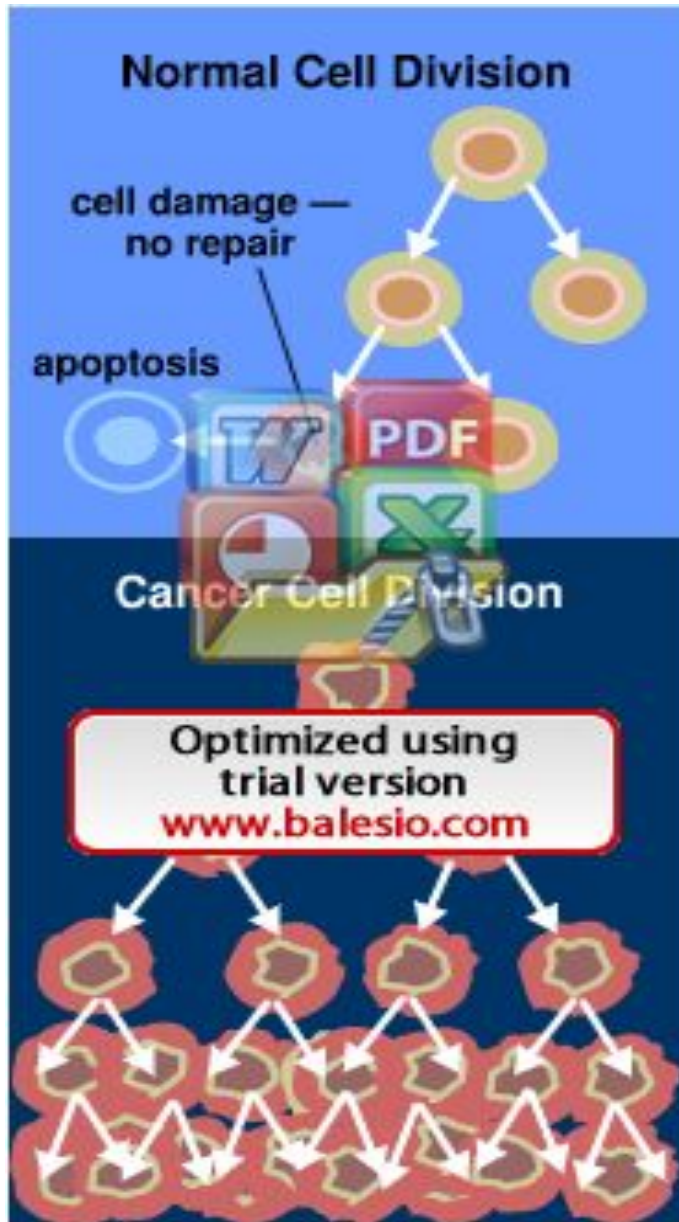 Normal Cell Division
cell damage —
no repair
apoptosis
W
PDF
X
Cancer Cell Division
Optimized using
trial version
www.balesio.com